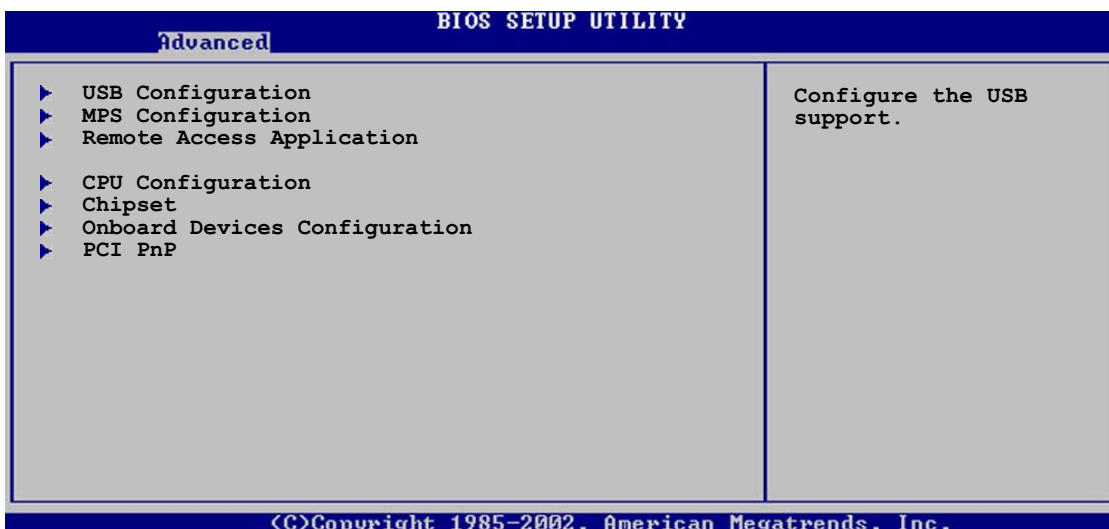 BIOS SETUP UTILITY
Advanced
USB Configuration
MPS Configuration
Remote Access Application
CPU Configuration
Chipset
Onboard Devices Configuration
PCI PnP
Configure the USB
support.
(C)Copyright 1985-2002, American Megatrends, Inc.